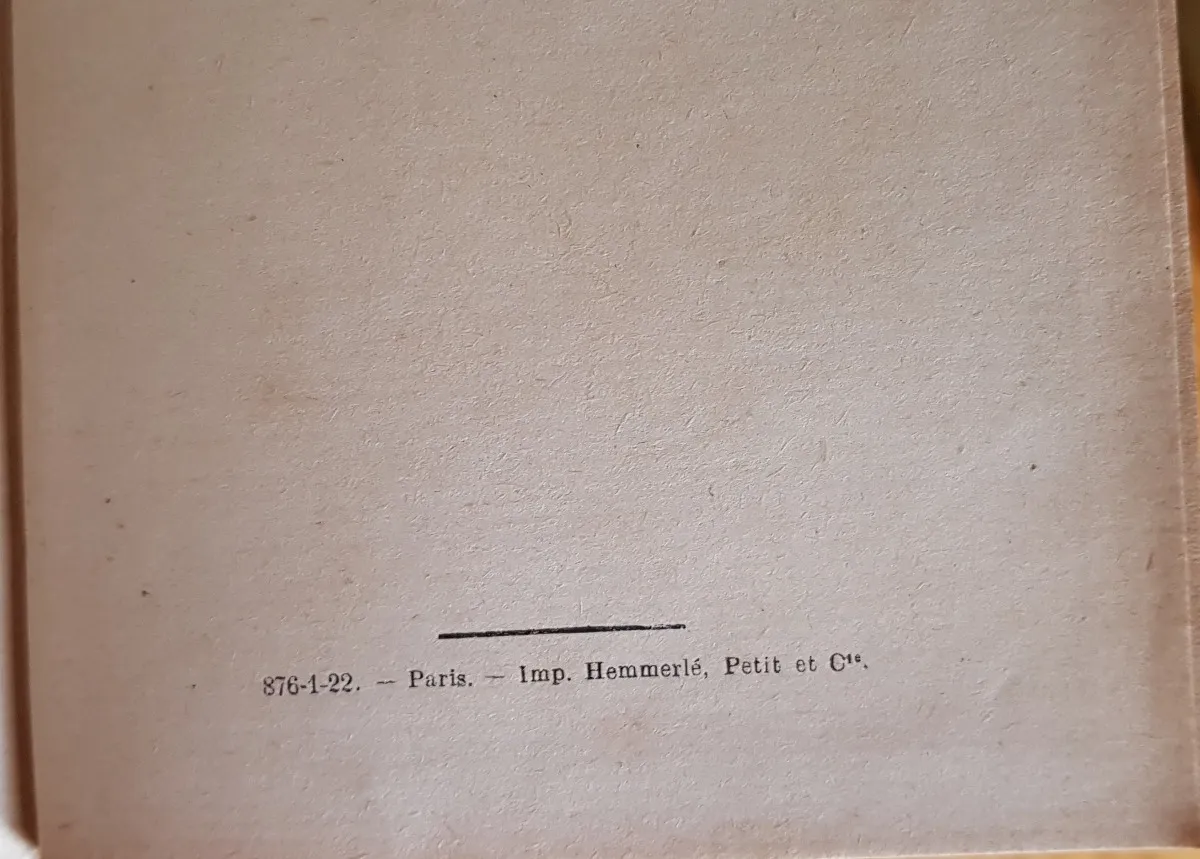 876-1-22. — Paris. — Imp. Hemmerlé, Petit et Cie.